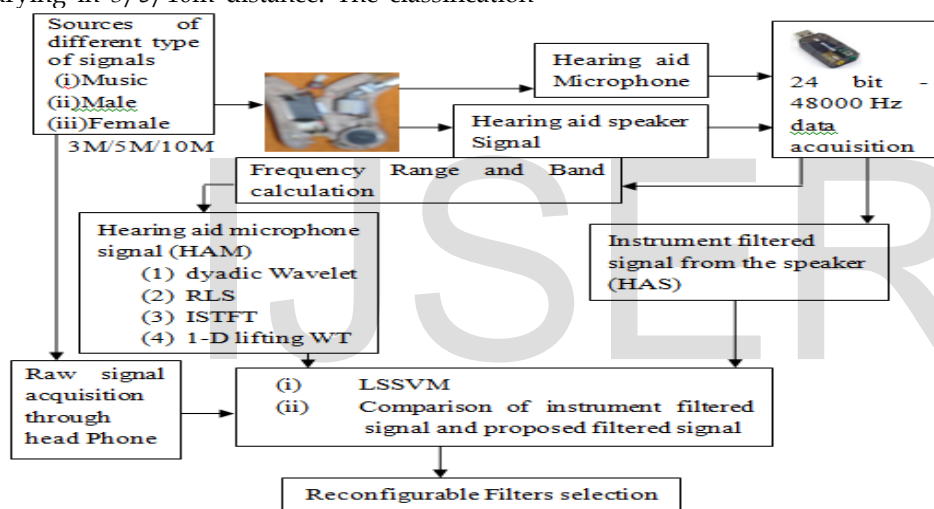 arying in 3/5/10m distance. The classification
Sources of
different type
of signals
(i)Music
(ii)Male
(iii)Female
3M/5M/10M
Hearing aid
Microphone
Hearing aid speaker
Signal
24 bit -
48000 Hz
data
acquisition
Frequency Range and Band
calculation
Hearing aid microphone
signal (HAM)
(1) dyadic Wavelet
(2) RLS
(3) ISTFT
(4) 1-D lifting WT
Instrument filtered
signal from the speaker
(HAS)
Raw signal
acquisition
through
head Phone
(i) LSSVM
(ii) Comparison of instrument filtered
signal and proposed filtered signal
Reconfigurable Filters selection
IJSER